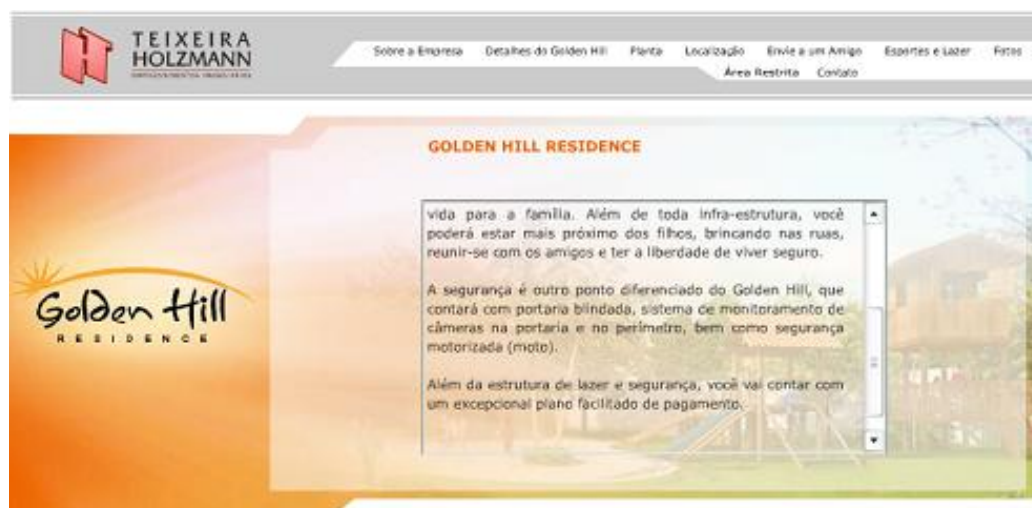 TEIXEIRA
HOLZMANN
Sobre a Empresa Detalhes do Golden Hill Planta Localização Envie a um Amigo Esportes e Lazer Fotos
Área Restrita Contato
GOLDEN HILL RESIDENCE
vida para a família. Além de toda infra-estrutura, você
poderá estar mais próximo dos filhos, brincando nas ruas,
reunir-se com os amigos e ter a liberdade de viver seguro.
A segurança é outro ponto diferenciado do Golden Hill, que
contará com portaria blindada, sistema de monitoramento de
câmeras na portaria e no perímetro, bem como segurança
motorizada (moto).
Além da estrutura de lazer e segurança, você vai contar com
um excepcional plano facilitado de pagamento.
Golden Hill
RESIDENCE